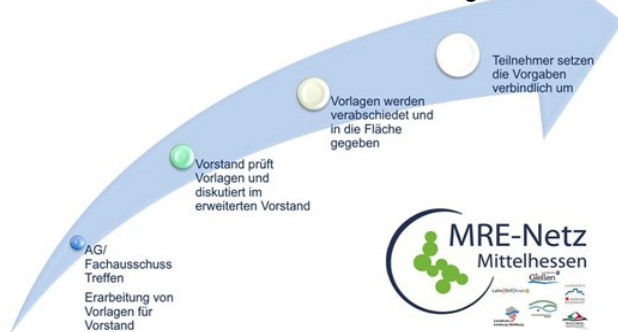 AG/
Fachausschuss
Treffen
Erarbeitung von
Vorlagen für
Vorstand
Vorstand prüft
Vorlagen und
diskutiert im
erweiterten Vorstand
Vorlagen werden
verabschiedet und
in die Fläche
gegeben
Teilnehmer setzen
die Vorgaben
verbindlich um
MRE-Netz
Mittelhessen
Gießen